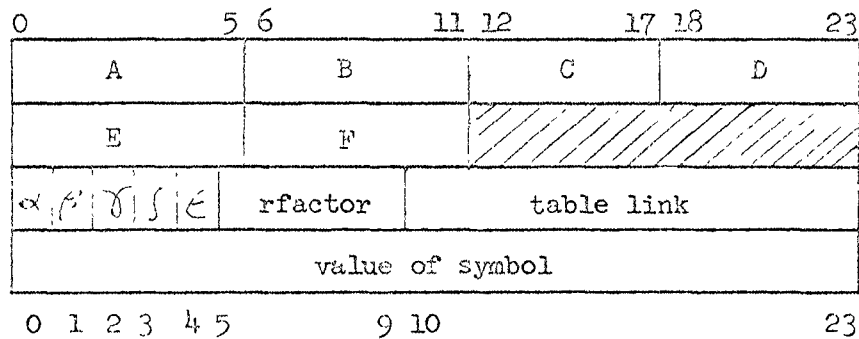 0 5 6 11 12 17 18 23
A B C D
E F
α β γ δ ε rfactor table link
value of symbol
0 1 2 3 4 5 9 10 23